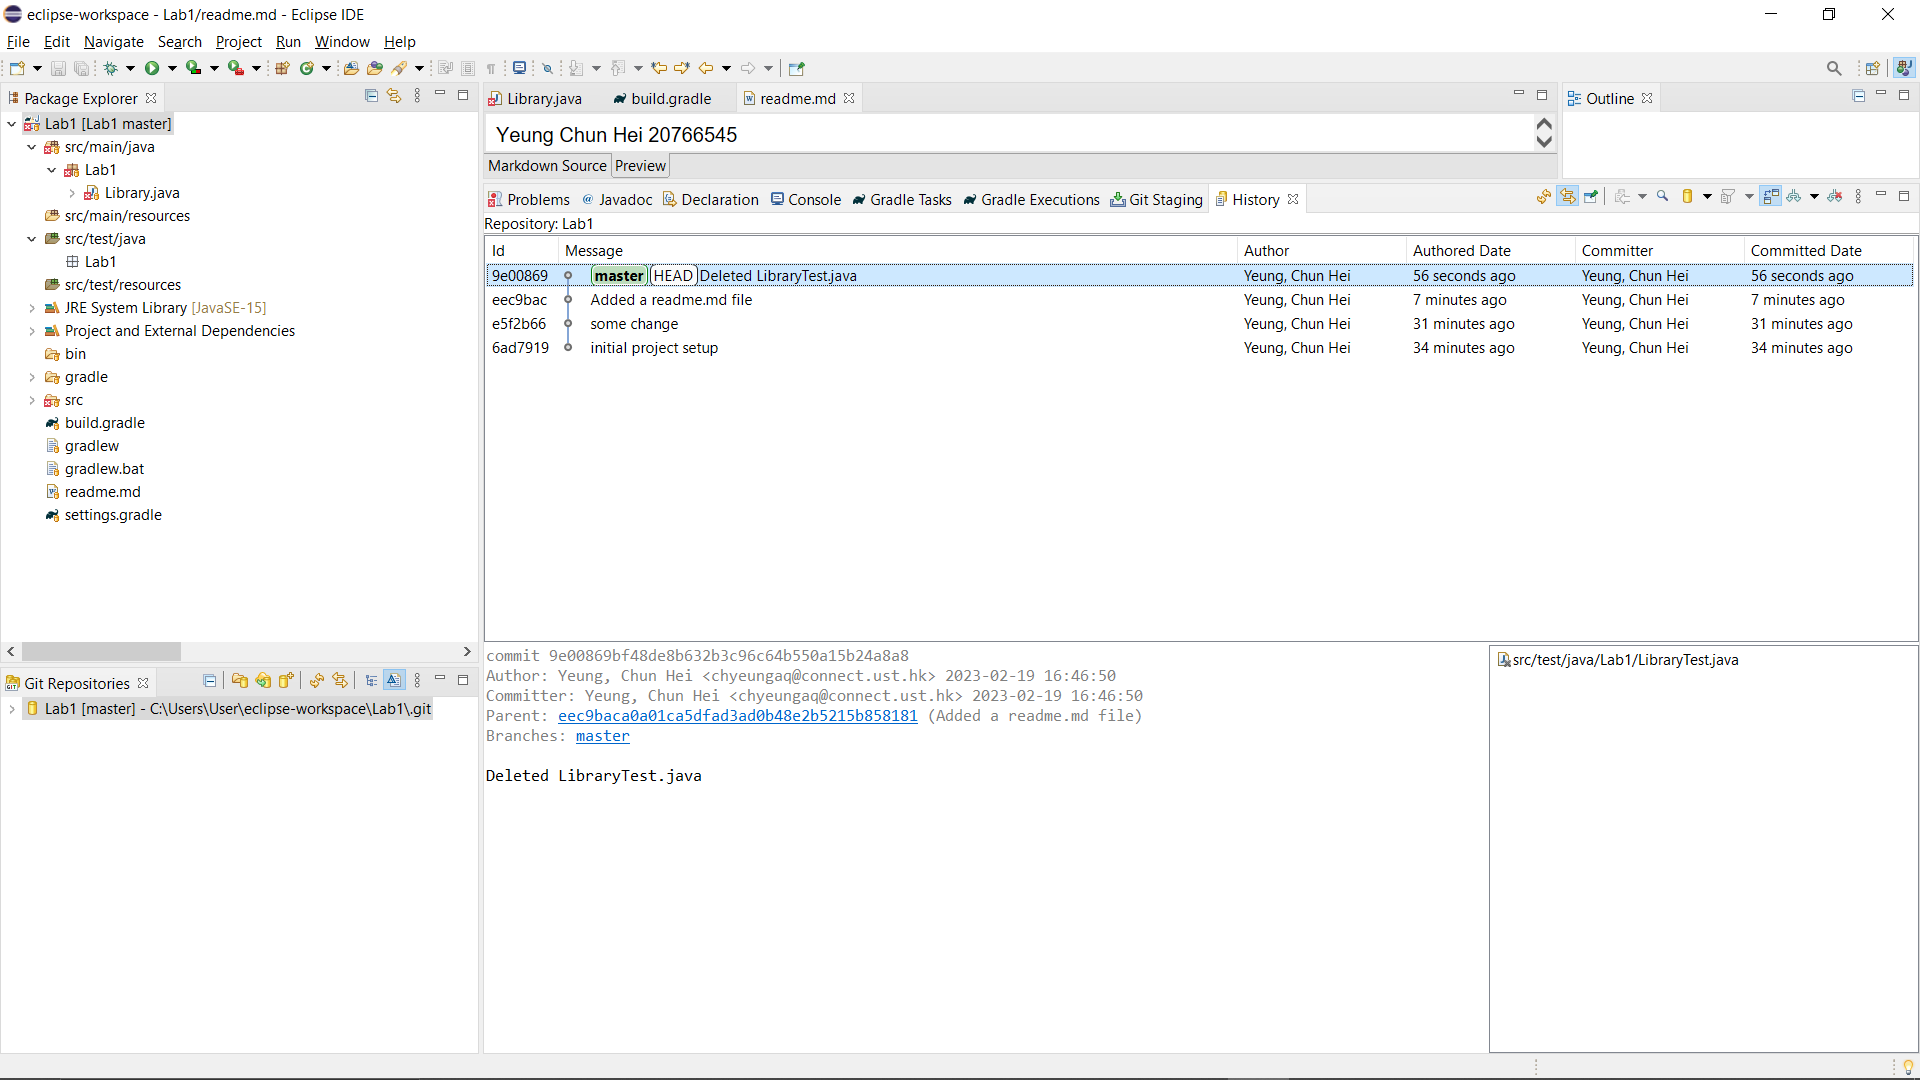 eclipse-workspace - Lab1/readme.md - Eclipse IDE
File Edit Navigate Search Project Run Window Help
Package Explorer
Lab1 [Lab1 master]
src/main/java
Lab1
Library.java
src/main/resources
src/test/java
Lab1
src/test/resources
JRE System Library [JavaSE-15]
Project and External Dependencies
bin
gradle
src
build.gradle
gradlew
gradlew.bat
readme.md
settings.gradle
Git Repositories
Lab1 [master] - C:\Users\User\eclipse-workspace\Lab1\.git
Library.java build.gradle readme.md
Yeung Chun Hei 20766545
Markdown Source Preview
Outline
Problems Javadoc Declaration Console Gradle Tasks Gradle Executions Git Staging History
Repository: Lab1
Id Message Author Authored Date Committer Committed Date
9e00869 master HEAD Deleted LibraryTest.java Yeung, Chun Hei 56 seconds ago Yeung, Chun Hei 56 seconds ago
eec9bac Added a readme.md file Yeung, Chun Hei 7 minutes ago Yeung, Chun Hei 7 minutes ago
e5f2b66 some change Yeung, Chun Hei 31 minutes ago Yeung, Chun Hei 31 minutes ago
6ad7919 initial project setup Yeung, Chun Hei 34 minutes ago Yeung, Chun Hei 34 minutes ago
commit 9e00869bf48de8b632b3c96c64b550a15b24a8a8
Author: Yeung, Chun Hei <chyeungaq@connect.ust.hk> 2023-02-19 16:46:50
Committer: Yeung, Chun Hei <chyeungaq@connect.ust.hk> 2023-02-19 16:46:50
Parent: eec9baca0a01ca5dfad3ad0b48e2b5215b858181 (Added a readme.md file)
Branches: master
Deleted LibraryTest.java
src/test/java/Lab1/LibraryTest.java